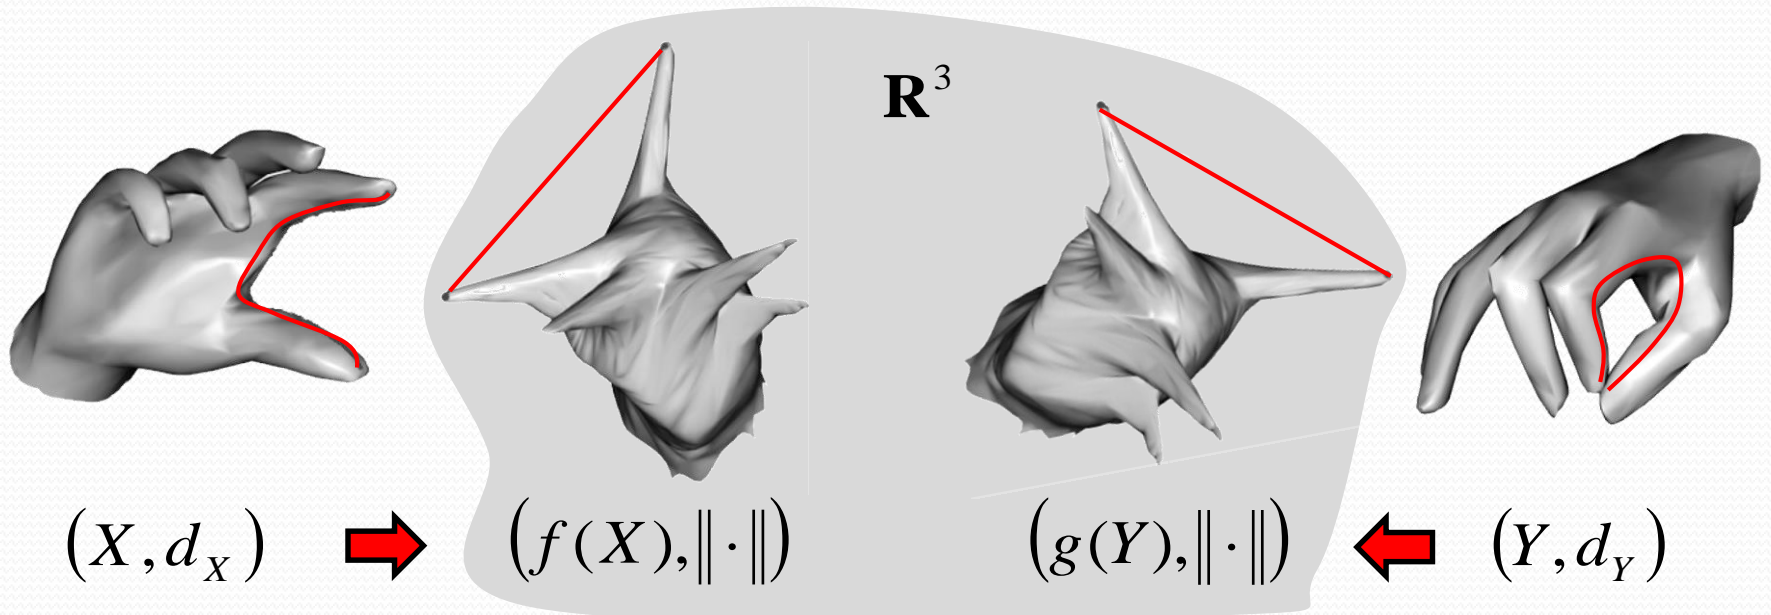 R³
(X, d_X) (f(X), ‖·‖) (g(Y), ‖·‖) (Y, d_Y)